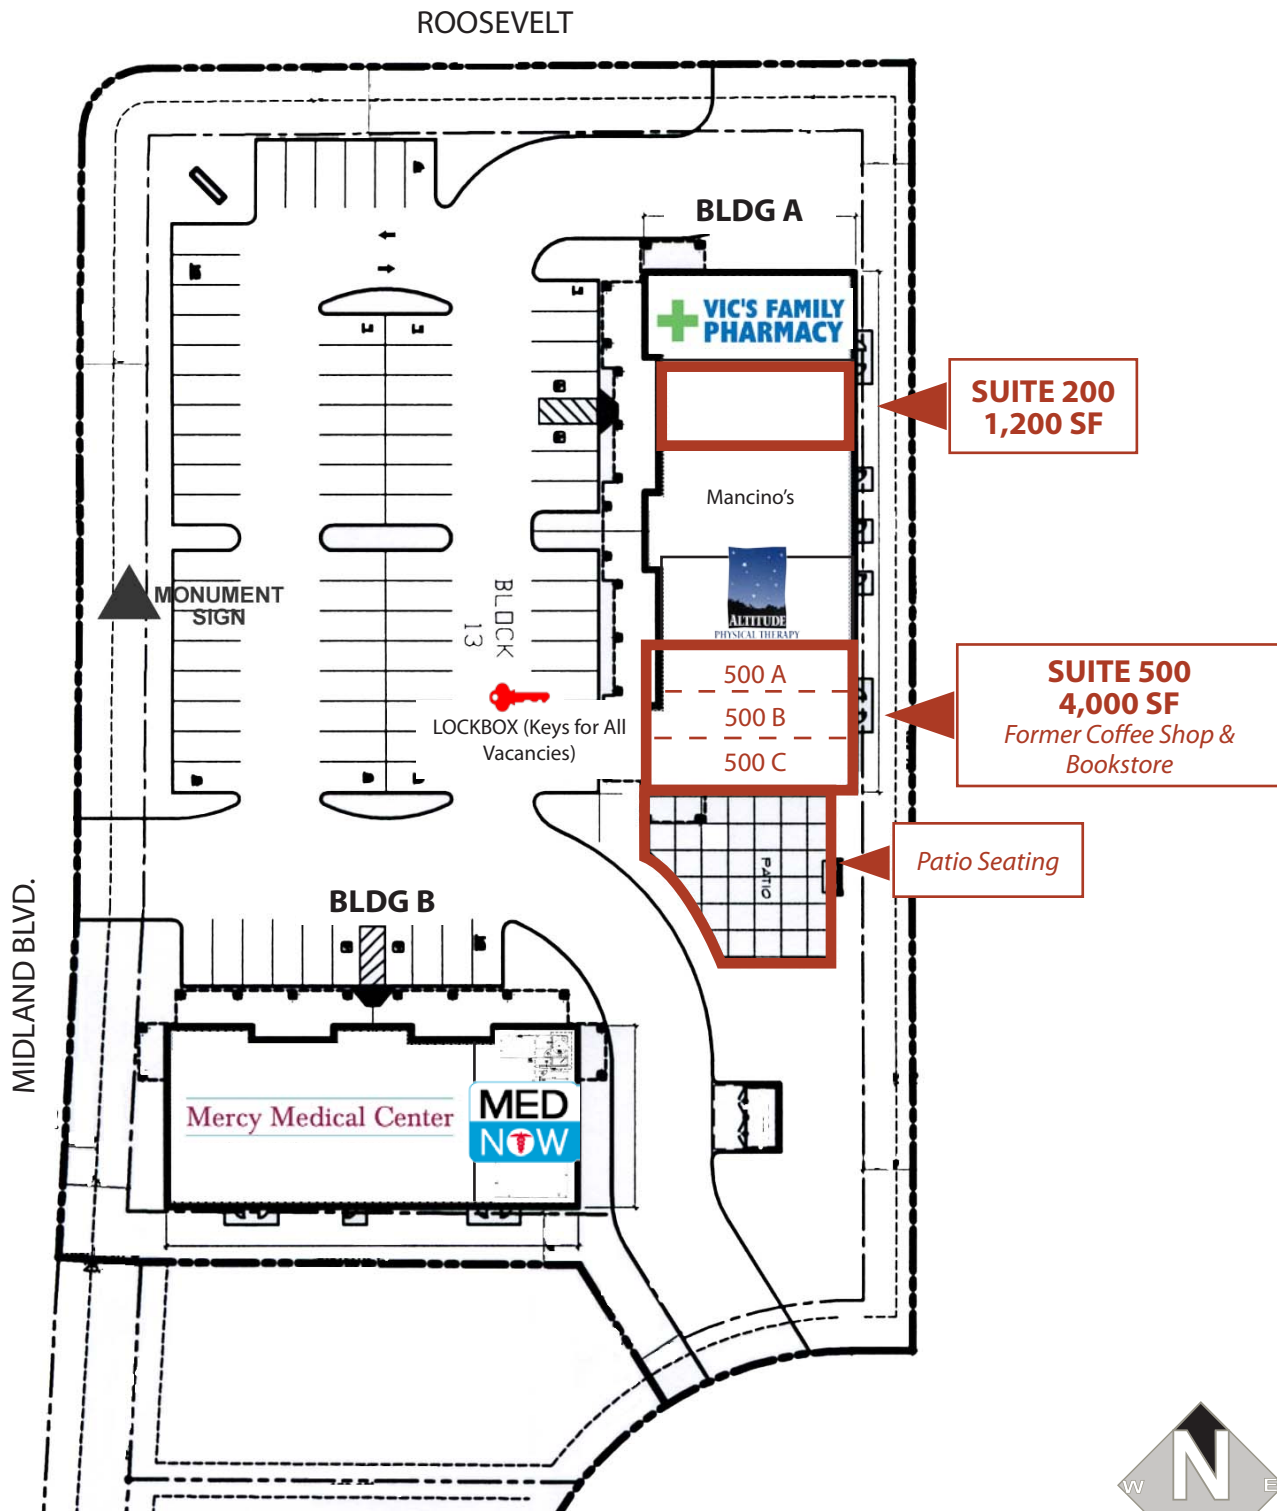 ROOSEVELT
BLDG A
VIC'S FAMILY
PHARMACY
SUITE 200
1,200 SF
Mancino's
ALTITUDE
PHYSICAL THERAPY
MONUMENT
SIGN
BLOCK
13
500 A
500 B
500 C
SUITE 500
4,000 SF
Former Coffee Shop &
Bookstore
LOCKBOX (Keys for All
Vacancies)
PATIO
Patio Seating
MIDLAND BLVD.
BLDG B
Mercy Medical Center
MED
NOW
N
W
E